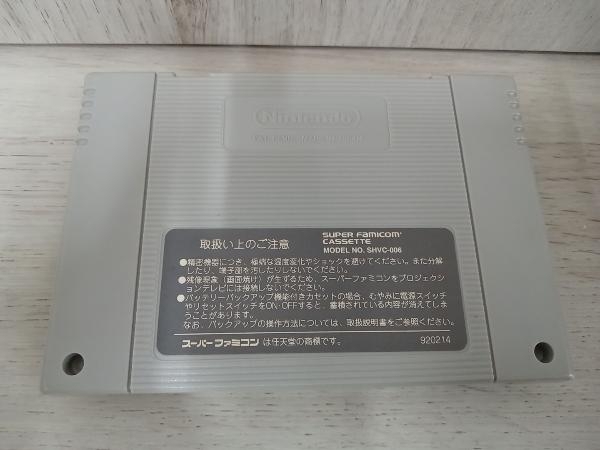 Nintendo
取扱い上のご注意
SUPER FAMICOM
CASSETTE
MODEL NO. SHVC-006
●精密機器につき、極端な温度変化やショックを避けてください。また分解
したり、端子部を汚したりしないでください。
●残像現象(画面焼け)が生ずるため、スーパーファミコンをプロジェクシ
ョンテレビには接続しないでください。
●バッテリーバックアップ機能付きカセットの場合、むやみに電源スイッチ
やリセットスイッチをON・OFFすると、蓄積されている内容が消えてしま
うことがあります。
なお、バックアップの操作方法については、取扱説明書をご参照ください。
スーパーファミコン は任天堂の商標です。
920214